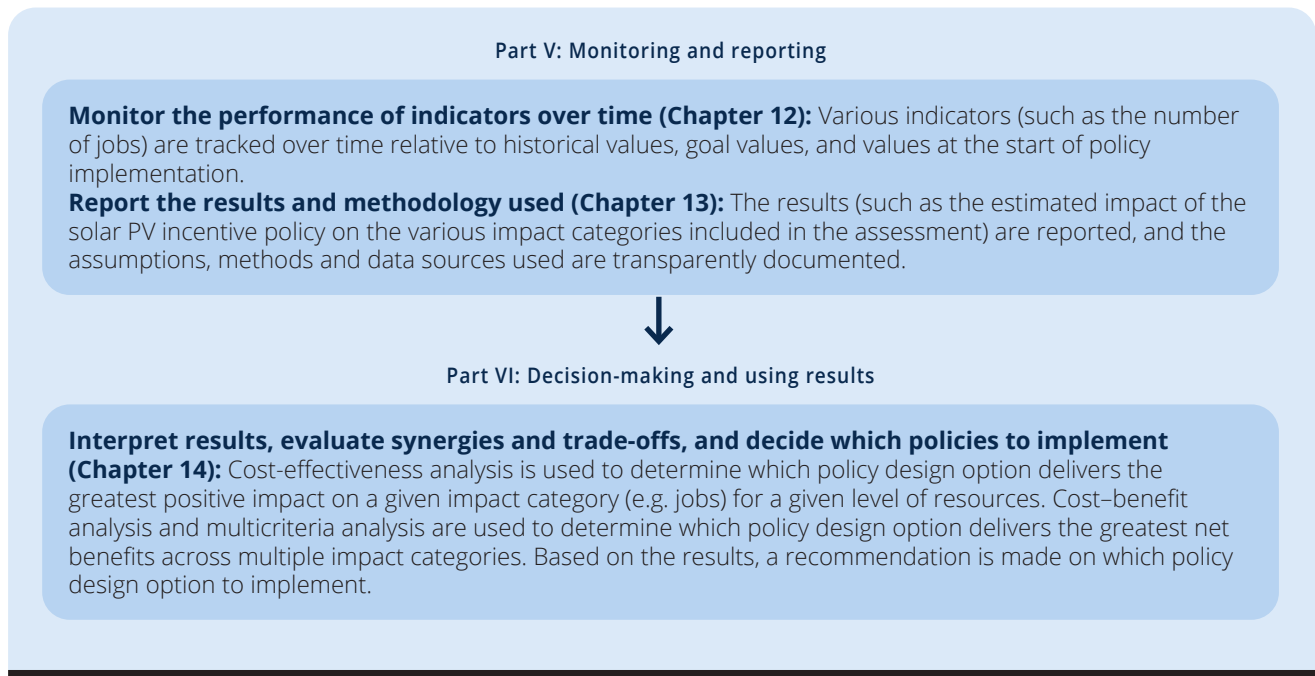 Part V: Monitoring and reporting
Monitor the performance of indicators over time (Chapter 12): Various indicators (such as the number
of jobs) are tracked over time relative to historical values, goal values, and values at the start of policy
implementation.
Report the results and methodology used (Chapter 13): The results (such as the estimated impact of the
solar PV incentive policy on the various impact categories included in the assessment) are reported, and the
assumptions, methods and data sources used are transparently documented.
Part VI: Decision-making and using results
Interpret results, evaluate synergies and trade-offs, and decide which policies to implement
(Chapter 14): Cost-effectiveness analysis is used to determine which policy design option delivers the
greatest positive impact on a given impact category (e.g. jobs) for a given level of resources. Cost–benefit
analysis and multicriteria analysis are used to determine which policy design option delivers the greatest net
benefits across multiple impact categories. Based on the results, a recommendation is made on which policy
design option to implement.